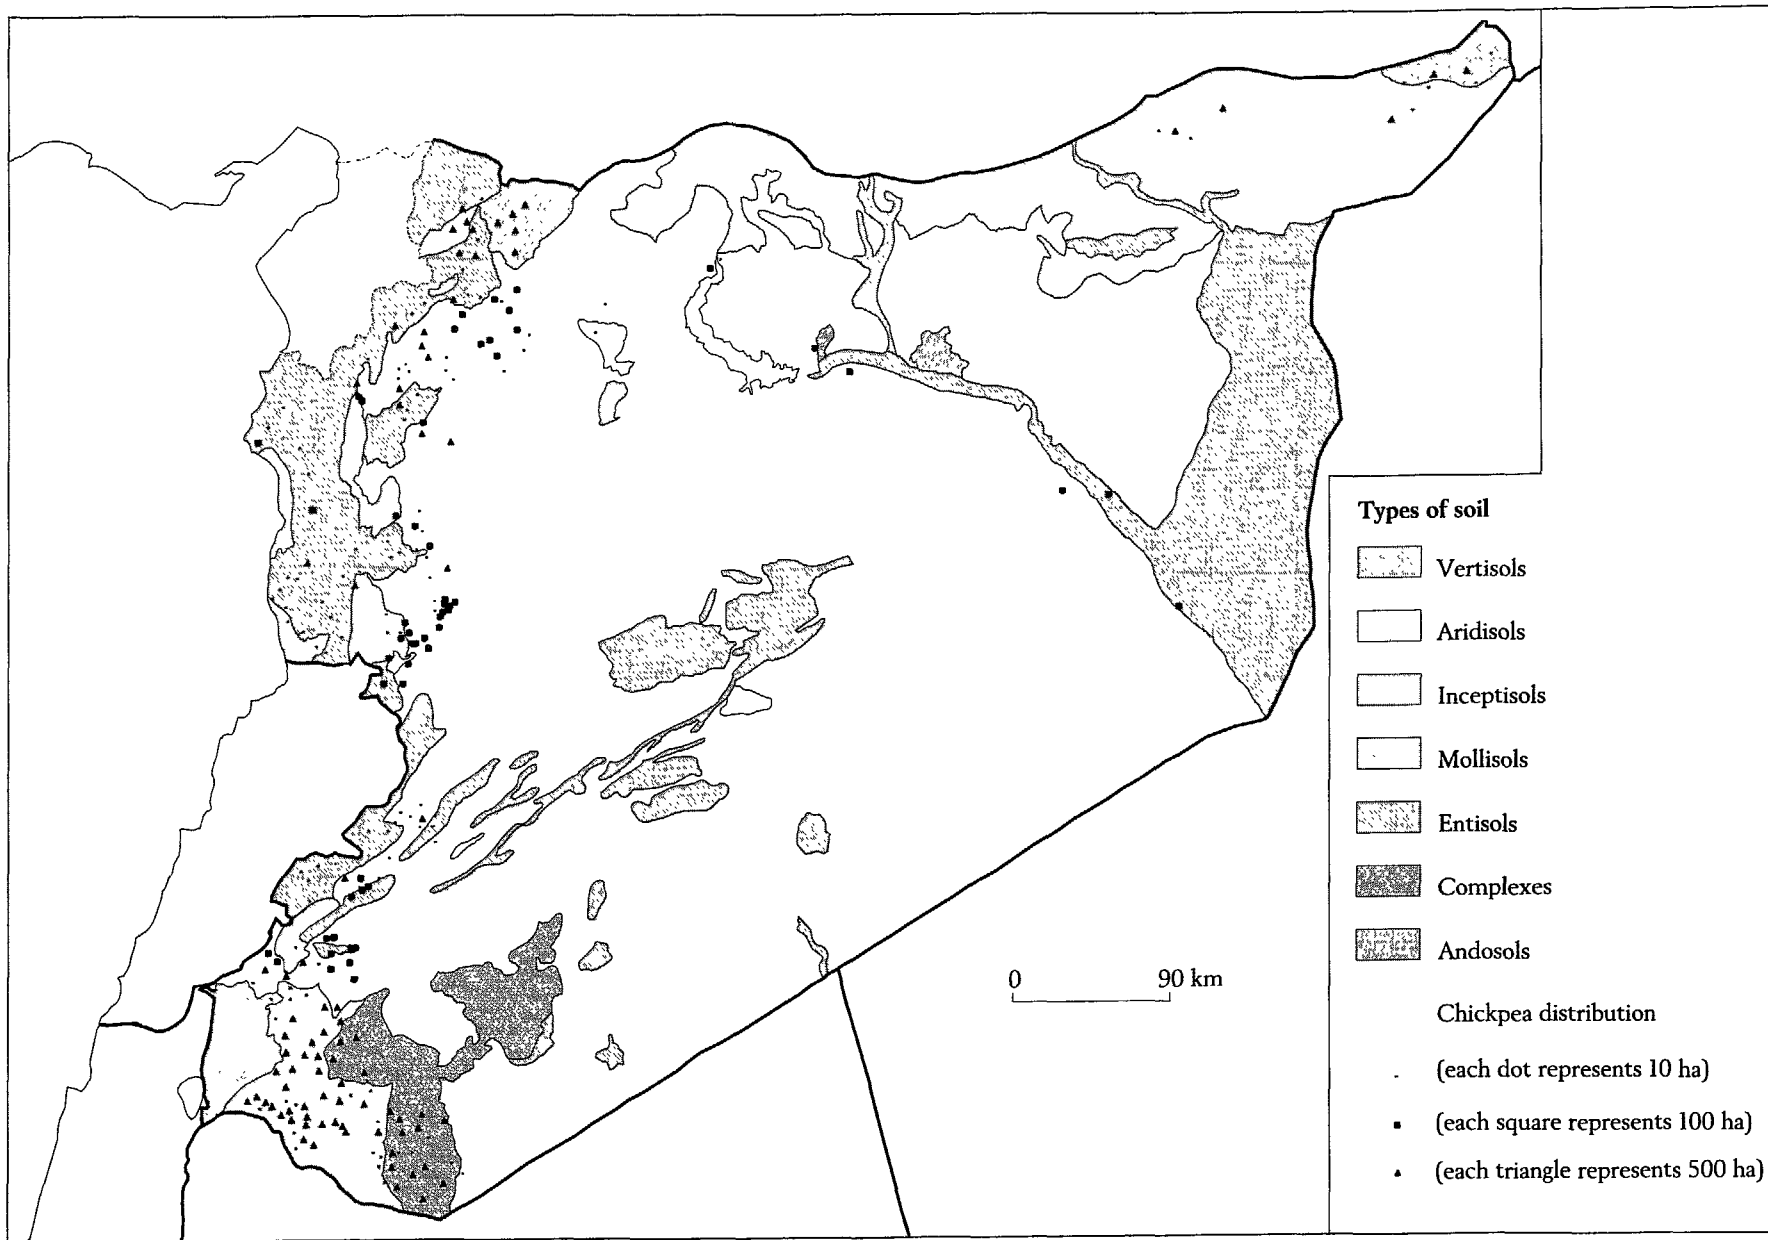 Types of soil
Vertisols
Aridisols
Inceptisols
Mollisols
Entisols
Complexes
Andosols
0 90 km
Chickpea distribution
(each dot represents 10 ha)
(each square represents 100 ha)
(each triangle represents 500 ha)